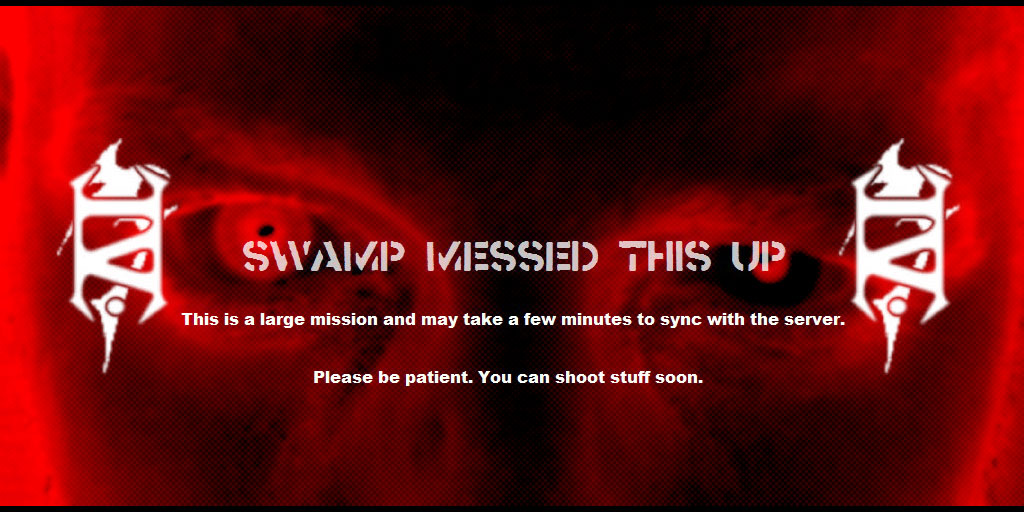 SWAMP MESSED THIS UP
This is a large mission and may take a few minutes to sync with the server.
Please be patient. You can shoot stuff soon.